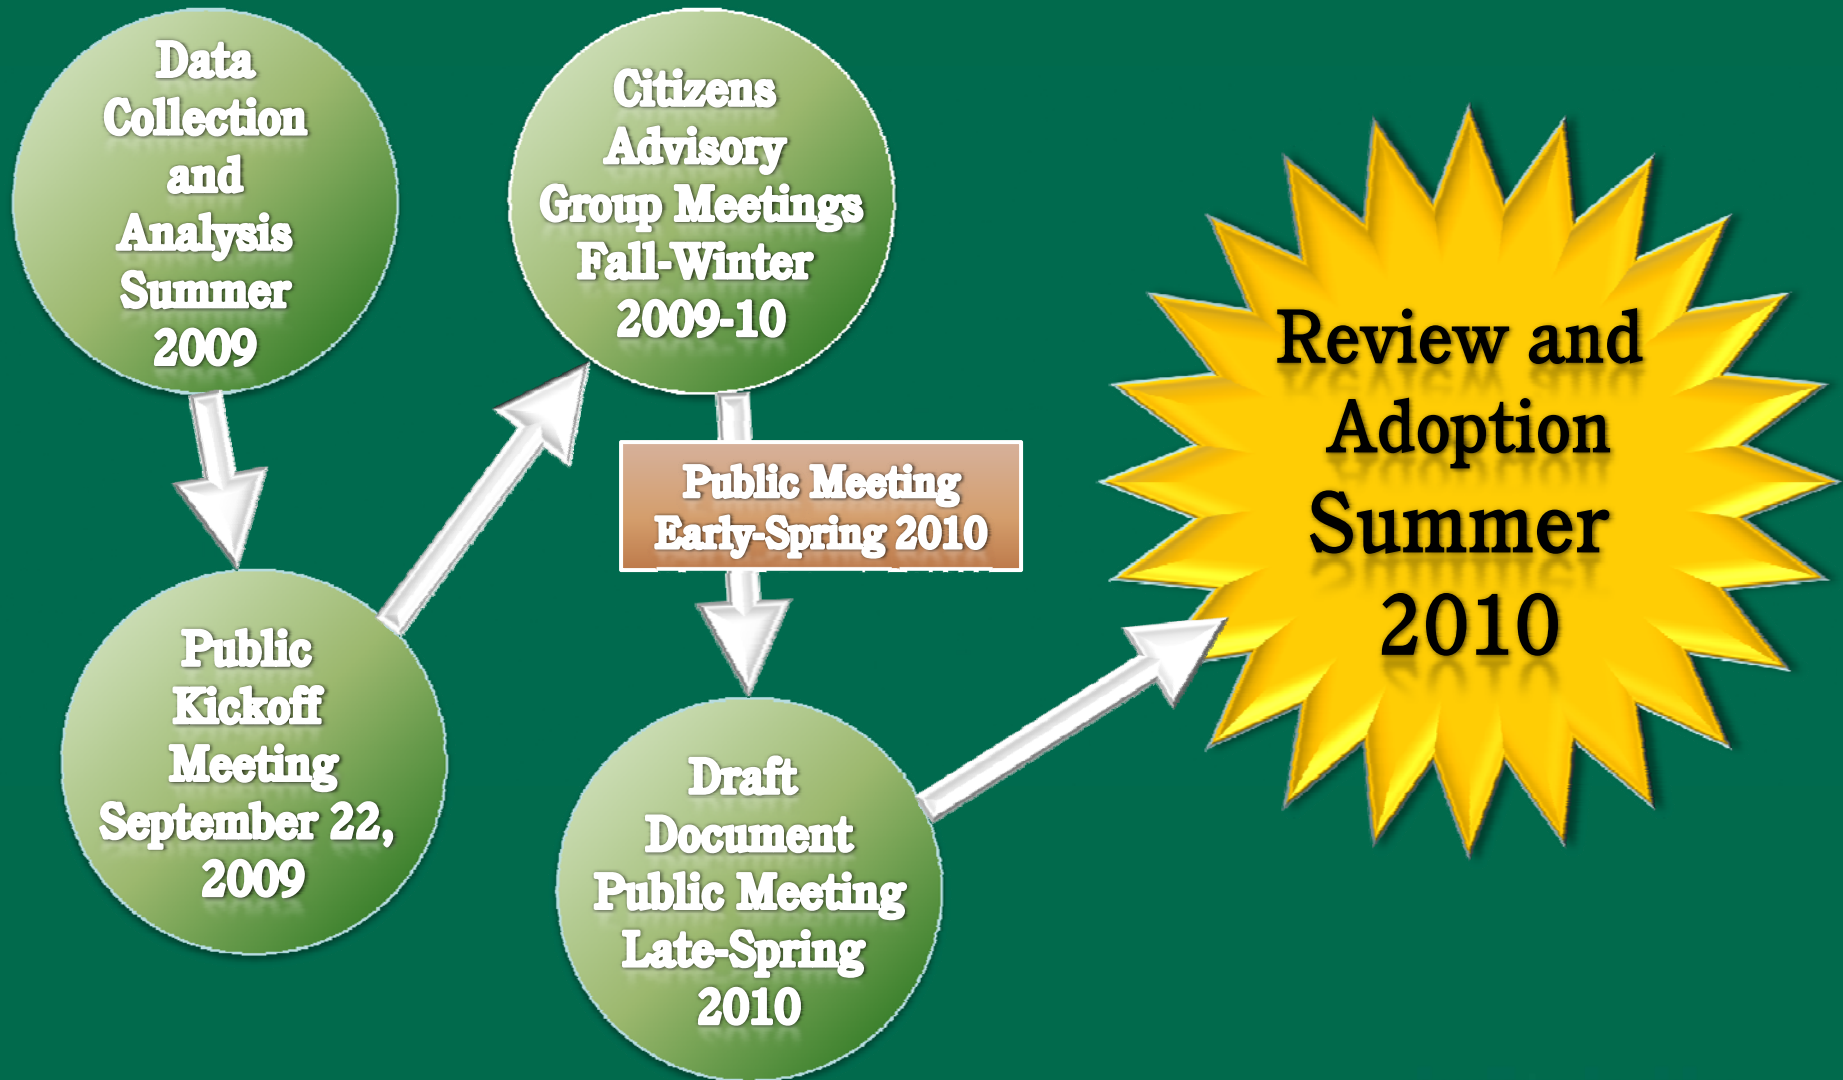 Data
Collection
and
Analysis
Summer
2009
Public
Kickoff
Meeting
September 22,
2009
Citizens
Advisory
Group Meetings
Fall-Winter
2009-10
Public Meeting
Early-Spring 2010
Draft
Document
Public Meeting
Late-Spring
2010
Review and
Adoption
Summer
2010